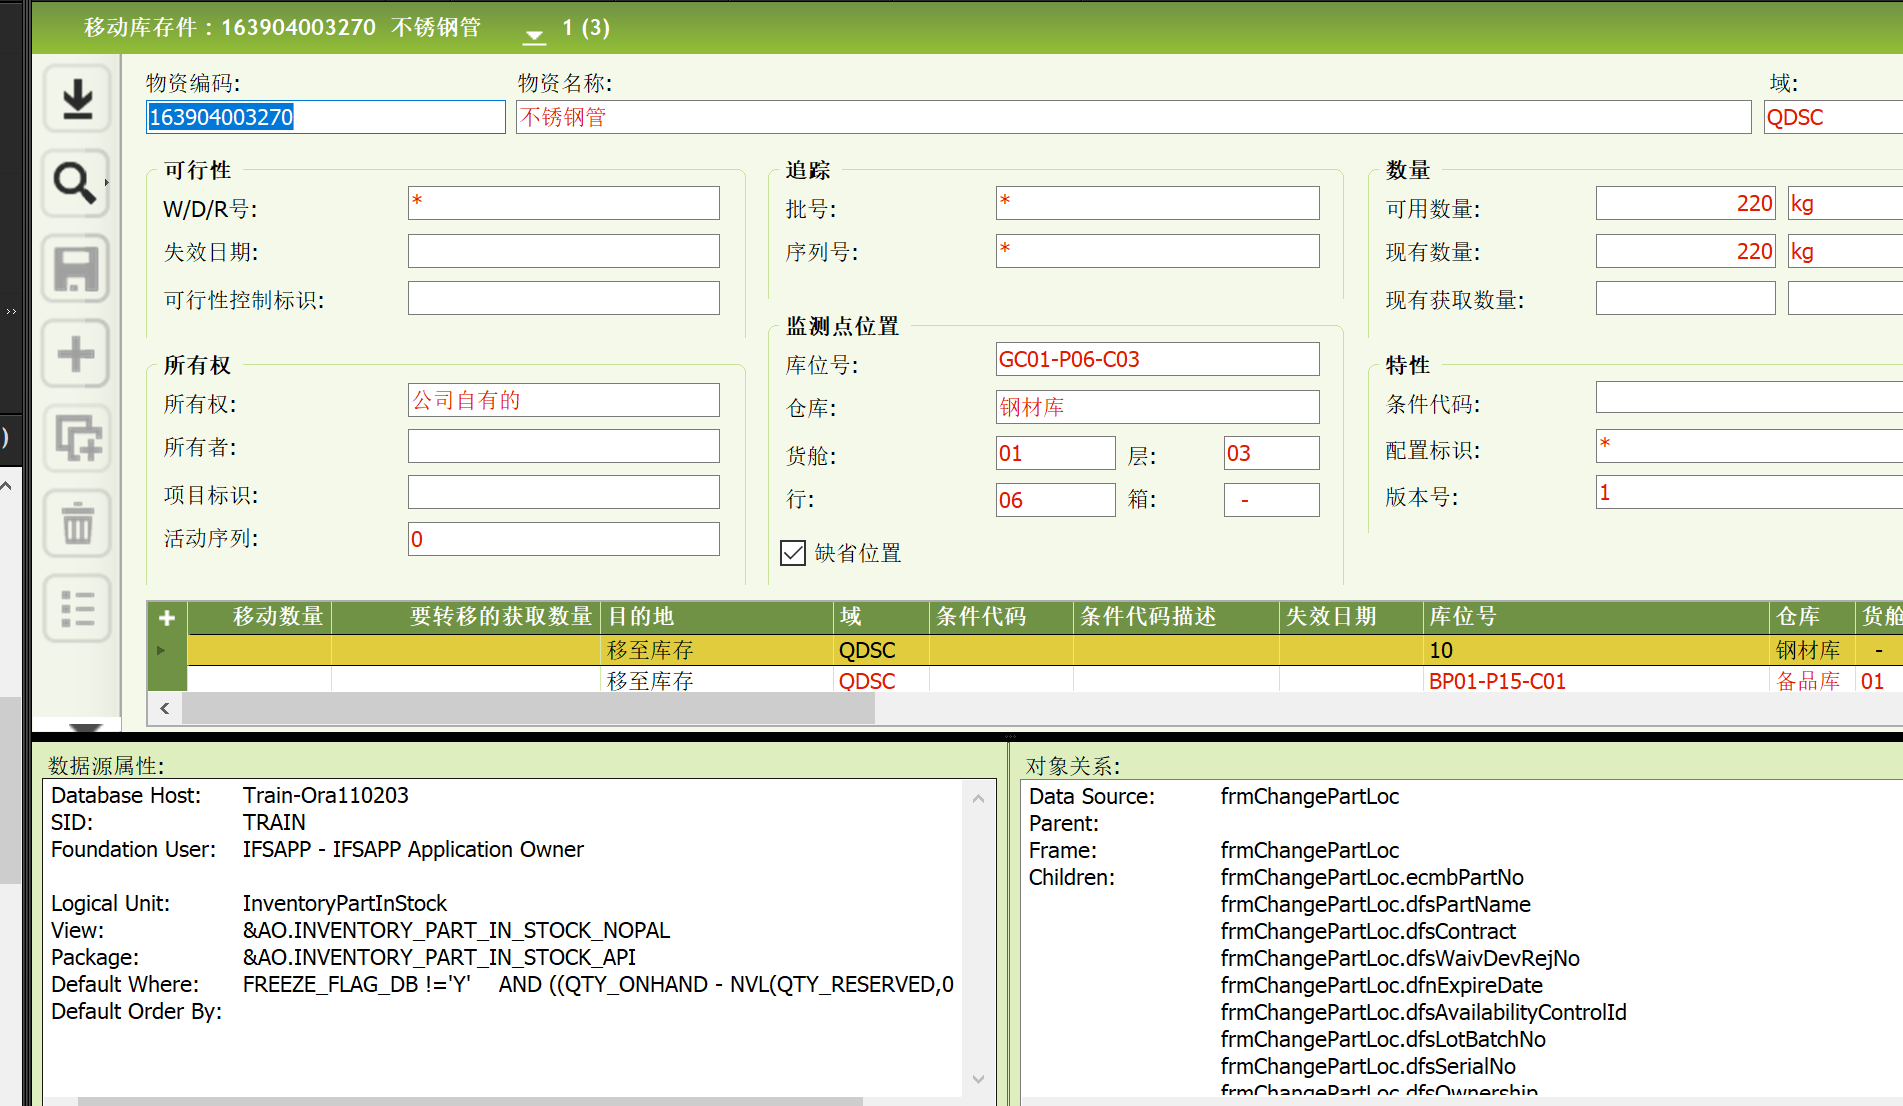 移动库存件：163904003270 不锈钢管 1 (3)
物资编码: 物资名称: 域:
163904003270 不锈钢管 QDSC
可行性
W/D/R号: *
失效日期:
可行性控制标识:
所有权
所有权: 公司自有的
所有者:
项目标识:
活动序列: 0
追踪
批号: *
序列号: *
监测点位置
库位号: GC01-P06-C03
仓库: 钢材库
货舱: 01 层: 03
行: 06 箱: -
缺省位置
数量
可用数量: 220 kg
现有数量: 220 kg
现有获取数量:
特性
条件代码:
配置标识: *
版本号: 1
移动数量 要转移的获取数量 目的地 域 条件代码 条件代码描述 失效日期 库位号 仓库 货舱
移至库存 QDSC 10 钢材库 -
移至库存 QDSC BP01-P15-C01 备品库 01
数据源属性:
Database Host: Train-Ora110203
SID: TRAIN
Foundation User: IFSAPP - IFSAPP Application Owner
Logical Unit: InventoryPartInStock
View: &AO.INVENTORY_PART_IN_STOCK_NOPAL
Package: &AO.INVENTORY_PART_IN_STOCK_API
Default Where: FREEZE_FLAG_DB !='Y' AND ((QTY_ONHAND - NVL(QTY_RESERVED,0
Default Order By:
对象关系:
Data Source: frmChangePartLoc
Parent:
Frame: frmChangePartLoc
Children: frmChangePartLoc.ecmbPartNo
frmChangePartLoc.dfsPartName
frmChangePartLoc.dfsContract
frmChangePartLoc.dfsWaivDevRejNo
frmChangePartLoc.dfnExpireDate
frmChangePartLoc.dfsAvailabilityControlId
frmChangePartLoc.dfsLotBatchNo
frmChangePartLoc.dfsSerialNo
frmChangePartLoc.dfsOwnership